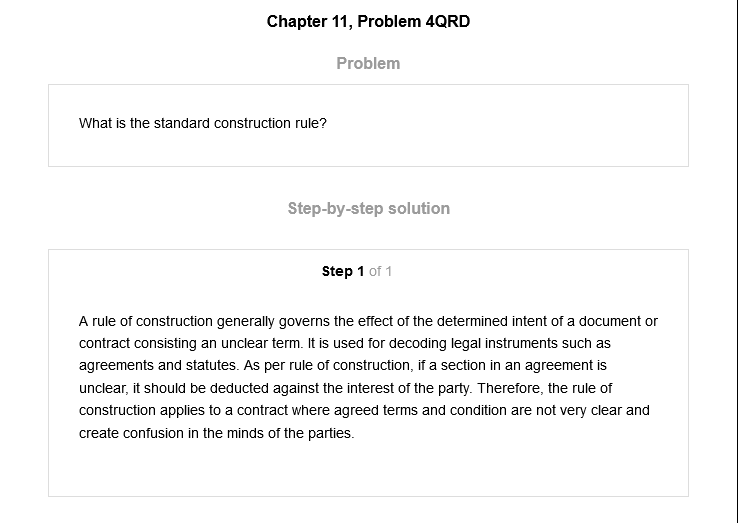 Chapter 11, Problem 4QRD
Problem
What is the standard construction rule?
Step-by-step solution
Step 1 of 1
A rule of construction generally governs the effect of the determined intent of a document or
contract consisting an unclear term. It is used for decoding legal instruments such as
agreements and statutes. As per rule of construction, if a section in an agreement is
unclear, it should be deducted against the interest of the party. Therefore, the rule of
construction applies to a contract where agreed terms and condition are not very clear and
create confusion in the minds of the parties.